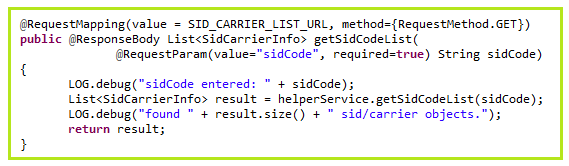 @RequestMapping(value = SID_CARRIER_LIST_URL, method={RequestMethod.GET})
public @ResponseBody List<SidCarrierInfo> getSidCodeList(
@RequestParam(value="sidCode", required=true) String sidCode)
{
LOG.debug("sidCode entered: " + sidCode);
List<SidCarrierInfo> result = helperService.getSidCodeList(sidCode);
LOG.debug("found " + result.size() + " sid/carrier objects.");
return result;
}